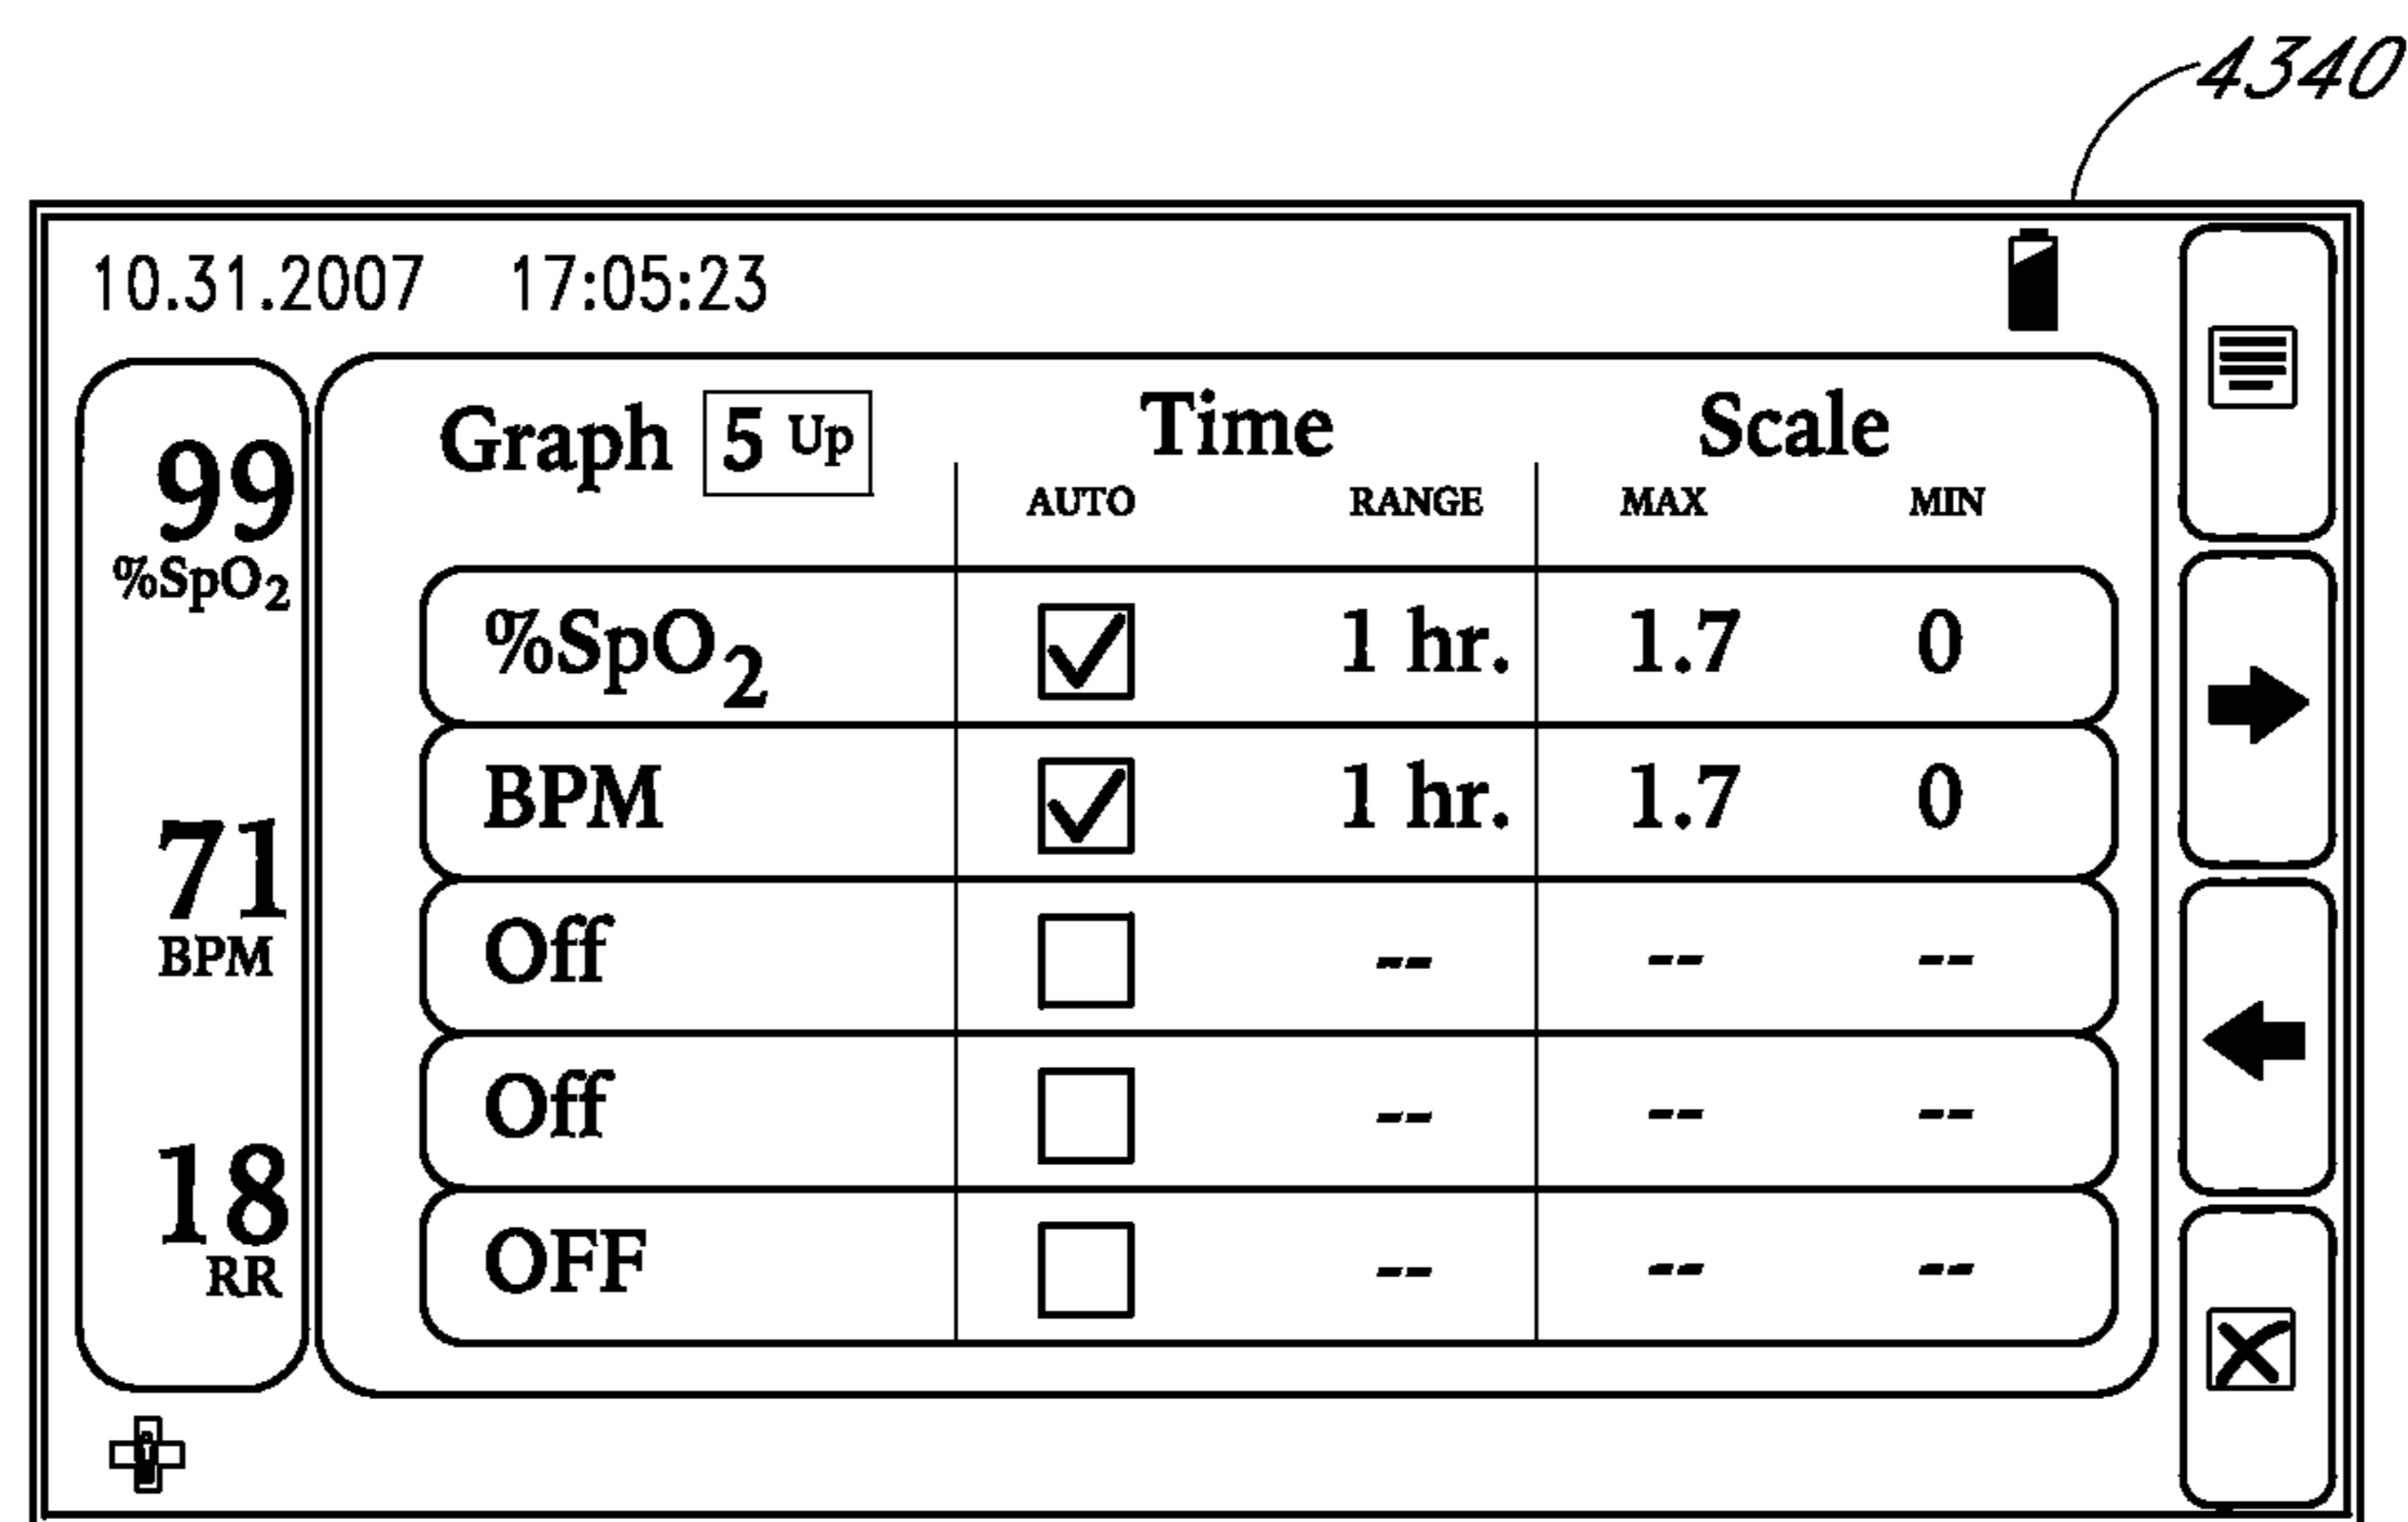 4340
10.31.2007 17:05:23
99
%SpO2
71
BPM
18
RR
Graph 5 Up Time Scale
AUTO RANGE MAX MIN
%SpO2 1 hr. 1.7 0
BPM 1 hr. 1.7 0
Off -- -- --
Off -- -- --
OFF -- -- --